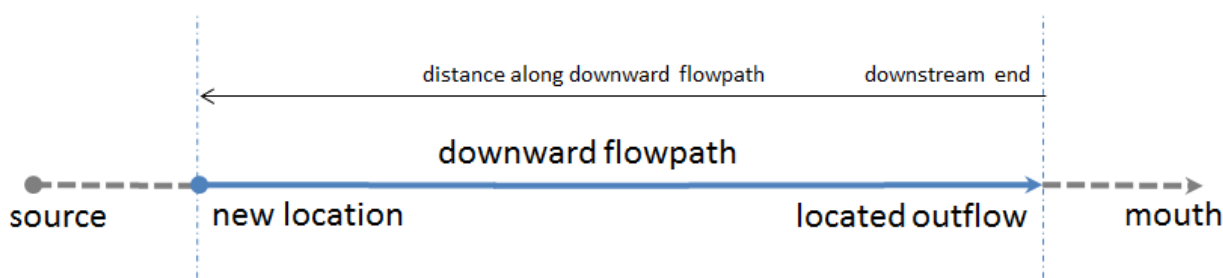 distance along downward flowpath downstream end
downward flowpath
source new location located outflow mouth